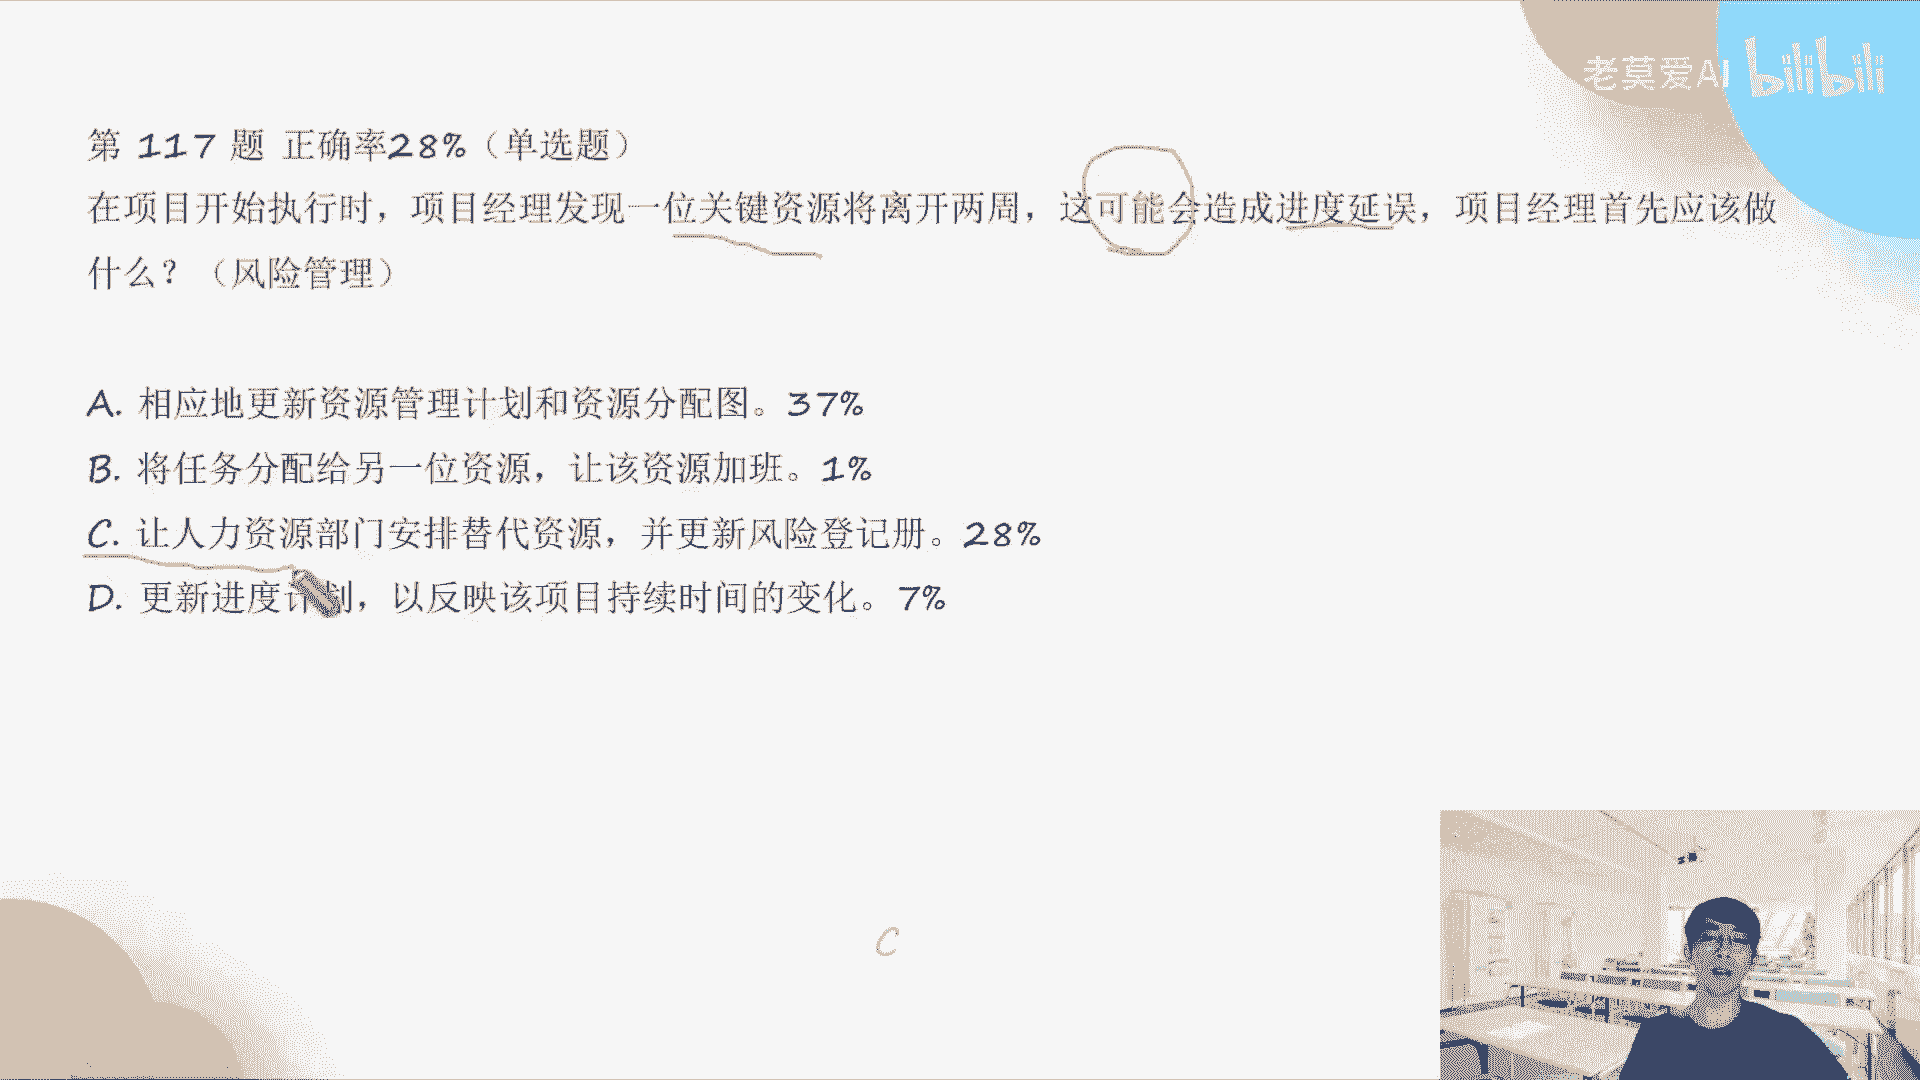 老莫爱AI bilibili
第 117 题 正确率28%（单选题）
在项目开始执行时，项目经理发现一位关键资源将离开两周，这可能会造成进度延误，项目经理首先应该做
什么？（风险管理）
A. 相应地更新资源管理计划和资源分配图。37%
B. 将任务分配给另一位资源，让该资源加班。1%
C. 让人力资源部门安排替代资源，并更新风险登记册。28%
D. 更新进度计划，以反映该项目持续时间的变化。7%
C